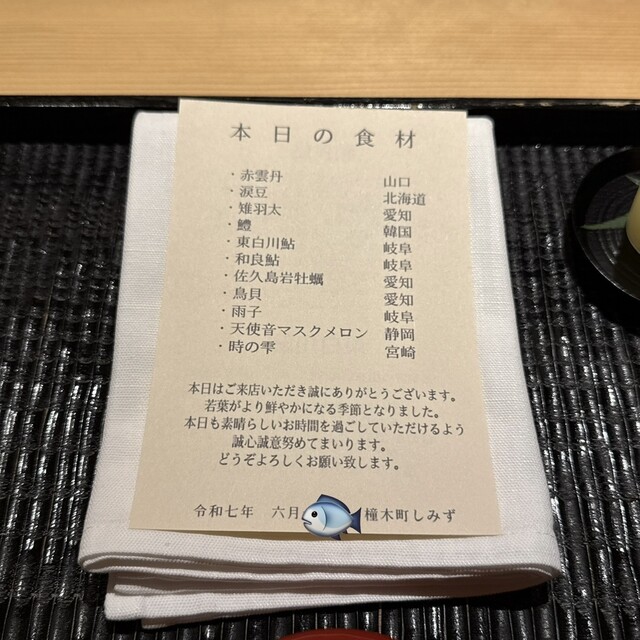 本日の食材
・赤雲丹 山口
・涙豆 北海道
・雉羽太 愛知
・鱧 韓国
・東白川鮎 岐阜
・和良鮎 岐阜
・佐久島岩牡蠣 愛知
・鳥貝 愛知
・雨子 岐阜
・天使音マスクメロン 静岡
・時の雫 宮崎
本日はご来店いただき誠にありがとうございます。
若葉がより鮮やかになる季節となりました。
本日も素晴らしいお時間を過ごしていただけるよう
誠心誠意努めてまいります。
どうぞよろしくお願い致します。
令和七年 六月 橦木町しみず